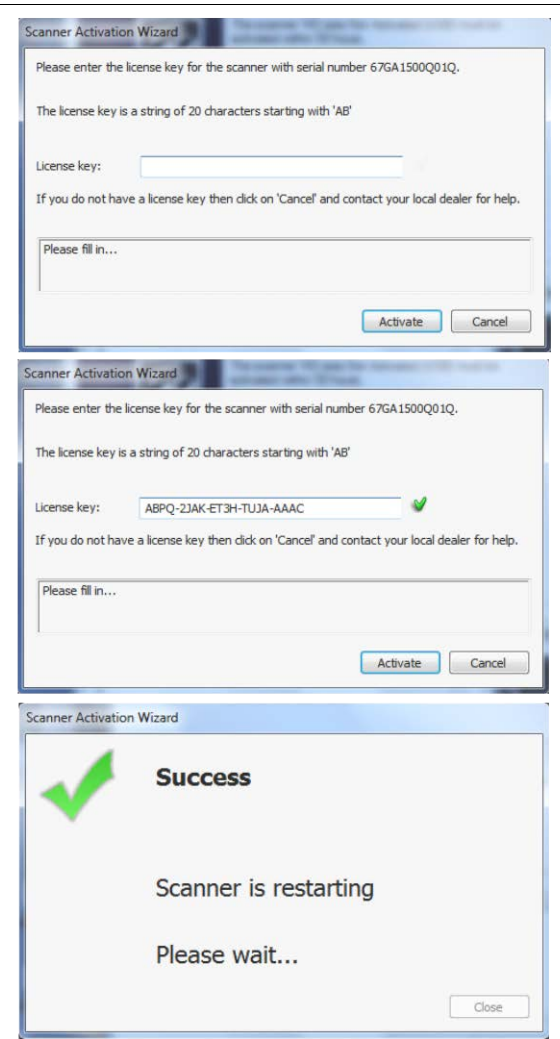 Scanner Activation Wizard
Please enter the license key for the scanner with serial number 67GA1500Q01Q.
The license key is a string of 20 characters starting with 'AB'
License key:
If you do not have a license key then click on 'Cancel' and contact your local dealer for help.
Please fill in...
Activate Cancel
Scanner Activation Wizard
Please enter the license key for the scanner with serial number 67GA1500Q01Q.
The license key is a string of 20 characters starting with 'AB'
License key: ABPQ-2JAK-ET3H-TUJA-AAAC
If you do not have a license key then click on 'Cancel' and contact your local dealer for help.
Please fill in...
Activate Cancel
Scanner Activation Wizard
Success
Scanner is restarting
Please wait...
Close